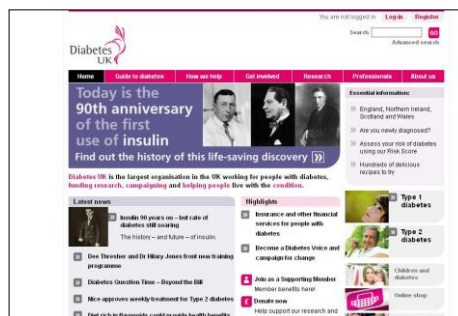 You are not logged in Log in Register
Search GO
Advanced search
Diabetes
UK
Home Guide to diabetes How we help Get involved Research Professionals About us
Today is the
90th anniversary
of the first
use of insulin
Find out the history of this life-saving discovery
Essential information:
England, Northern Ireland,
Scotland and Wales
Are you newly diagnosed?
Assess your risk of diabetes
using our Risk Score
Hundreds of delicious
recipes to try
Diabetes UK is the largest organisation in the UK working for people with diabetes,
funding research, campaigning and helping people live with the condition.
Latest news
Insulin 90 years on – but rate of
diabetes still soaring
The history – and future – of insulin.
Dee Thresher and Dr Hilary Jones front new training
programme
Diabetes Question Time – Beyond the Bill
Nice approves weekly treatment for Type 2 diabetes
Diet rich in could provide health benefits
Highlights
Insurance and other financial
services for people with
diabetes
Become a Diabetes Voice and
campaign for change
Join as a Supporting Member
Member benefits here!
Donate now
Help support our research and
Type 1
diabetes
Type 2
diabetes
Children and
diabetes
Online shop